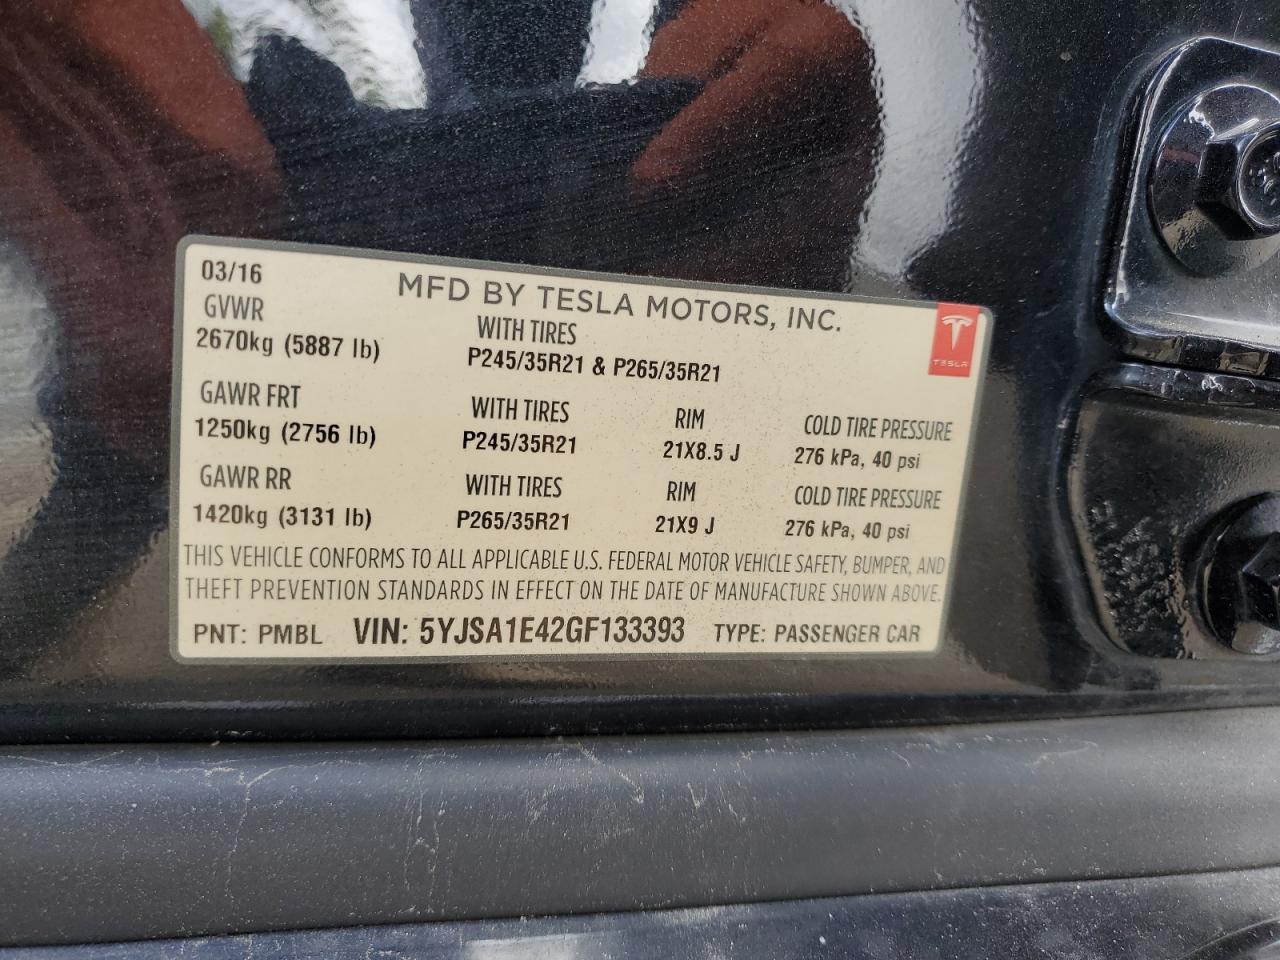 03/16
MFD BY TESLA MOTORS, INC.
TESLA
GVWR
2670kg (5887 lb)
WITH TIRES
P245/35R21 & P265/35R21
GAWR FRT
1250kg (2756 lb)
WITH TIRES
P245/35R21
RIM
21X8.5 J
COLD TIRE PRESSURE
276 kPa, 40 psi
GAWR RR
1420kg (3131 lb)
WITH TIRES
P265/35R21
RIM
21X9 J
COLD TIRE PRESSURE
276 kPa, 40 psi
THIS VEHICLE CONFORMS TO ALL APPLICABLE U.S. FEDERAL MOTOR VEHICLE SAFETY, BUMPER, AND
THEFT PREVENTION STANDARDS IN EFFECT ON THE DATE OF MANUFACTURE SHOWN ABOVE.
PNT: PMBL VIN: 5YJSA1E42GF133393 TYPE: PASSENGER CAR